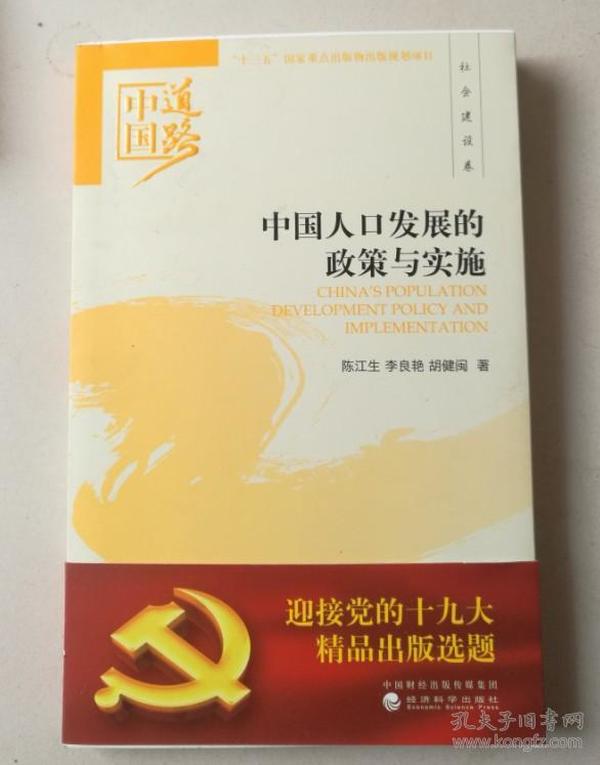 “十三五”国家重点出版物出版规划项目
社会建设卷
中国
道路
中国人口发展的
政策与实施
CHINA'S POPULATION
DEVELOPMENT POLICY AND
IMPLEMENTATION
陈江生 李良艳 胡健闽 著
迎接党的十九大
精品出版选题
中国财经出版传媒集团
经济科学出版社
Economic Science Press
孔夫子旧书网
www.kongfz.com